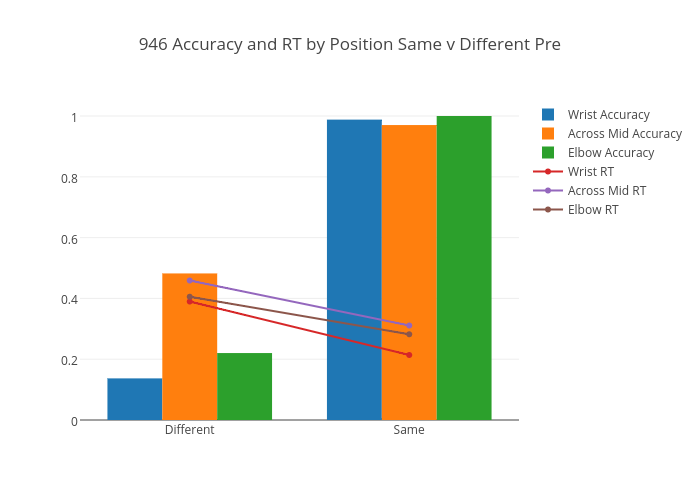 946 Accuracy and RT by Position Same v Different Pre
1
0.8
0.6
0.4
0.2
0
Different
Same
Wrist Accuracy
Across Mid Accuracy
Elbow Accuracy
Wrist RT
Across Mid RT
Elbow RT